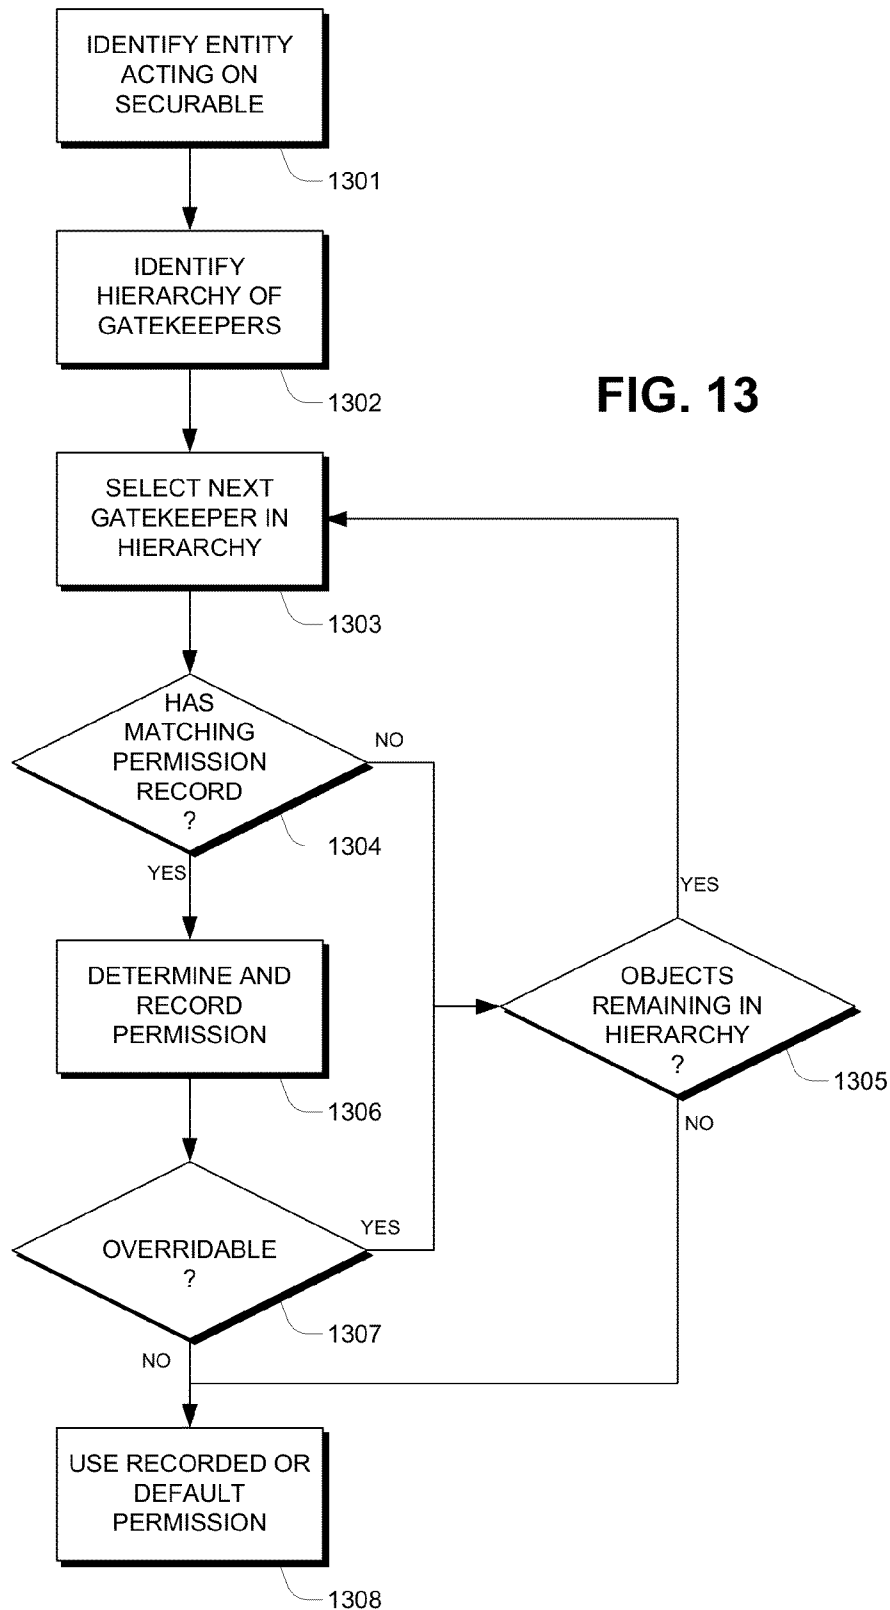 IDENTIFY ENTITY
ACTING ON
SECURABLE
1301
IDENTIFY
HIERARCHY OF
GATEKEEPERS
1302
FIG. 13
SELECT NEXT
GATEKEEPER IN
HIERARCHY
1303
HAS
MATCHING
PERMISSION
RECORD
?
NO
1304
YES
YES
OBJECTS
REMAINING IN
HIERARCHY
?
1305
NO
DETERMINE AND
RECORD
PERMISSION
1306
OVERRIDABLE
?
YES
1307
NO
USE RECORDED OR
DEFAULT
PERMISSION
1308